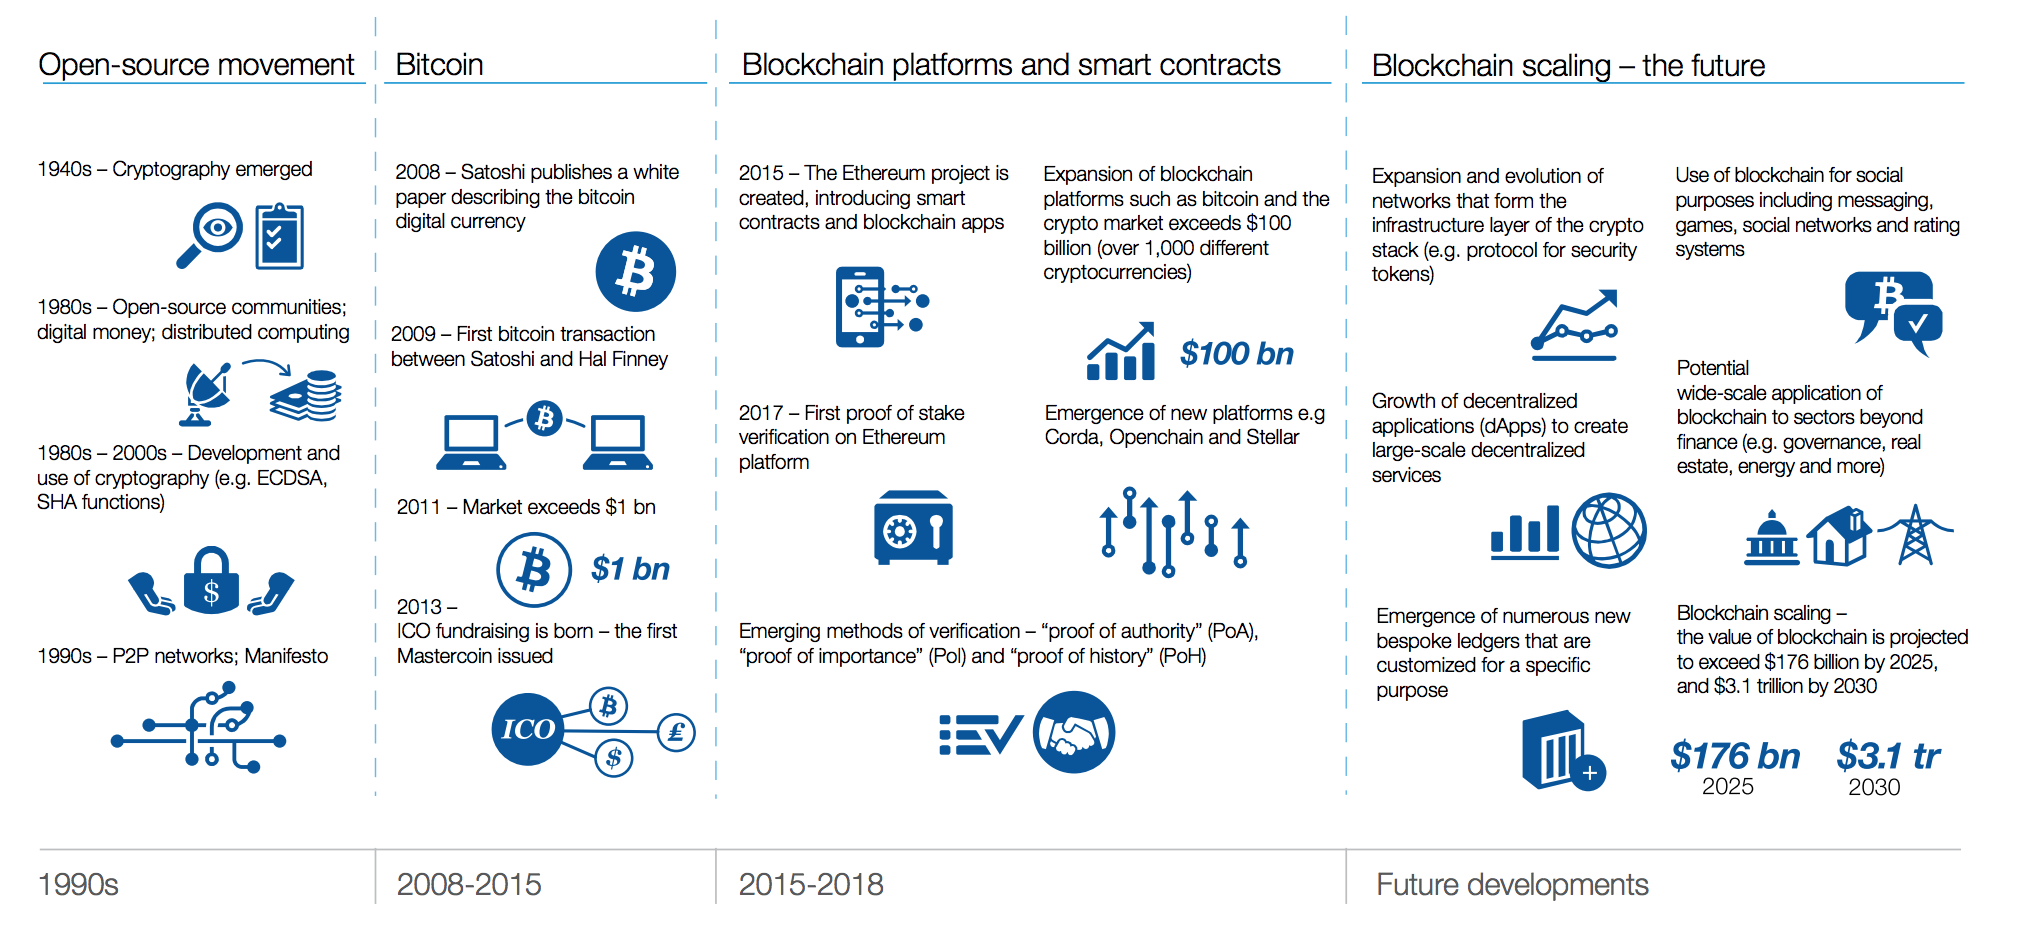 Open-source movement
1940s – Cryptography emerged
1980s – Open-source communities;
digital money; distributed computing
1980s – 2000s – Development and
use of cryptography (e.g. ECDSA,
SHA functions)
$
1990s – P2P networks; Manifesto
1990s
Bitcoin
2008 – Satoshi publishes a white
paper describing the bitcoin
digital currency
2009 – First bitcoin transaction
between Satoshi and Hal Finney
2011 – Market exceeds $1 bn
$1 bn
2013 –
ICO fundraising is born – the first
Mastercoin issued
ICO
£
$
2008-2015
Blockchain platforms and smart contracts
2015 – The Ethereum project is
created, introducing smart
contracts and blockchain apps
2017 – First proof of stake
verification on Ethereum
platform
Expansion of blockchain
platforms such as bitcoin and the
crypto market exceeds $100
billion (over 1,000 different
cryptocurrencies)
$100 bn
Emergence of new platforms e.g
Corda, Openchain and Stellar
Emerging methods of verification – “proof of authority” (PoA),
“proof of importance” (PoI) and “proof of history” (PoH)
2015-2018
Blockchain scaling – the future
Expansion and evolution of
networks that form the
infrastructure layer of the crypto
stack (e.g. protocol for security
tokens)
Growth of decentralized
applications (dApps) to create
large-scale decentralized
services
Emergence of numerous new
bespoke ledgers that are
customized for a specific
purpose
Use of blockchain for social
purposes including messaging,
games, social networks and rating
systems
Potential
wide-scale application of
blockchain to sectors beyond
finance (e.g. governance, real
estate, energy and more)
Blockchain scaling –
the value of blockchain is projected
to exceed $176 billion by 2025,
and $3.1 trillion by 2030
$176 bn
2025
$3.1 tr
2030
Future developments